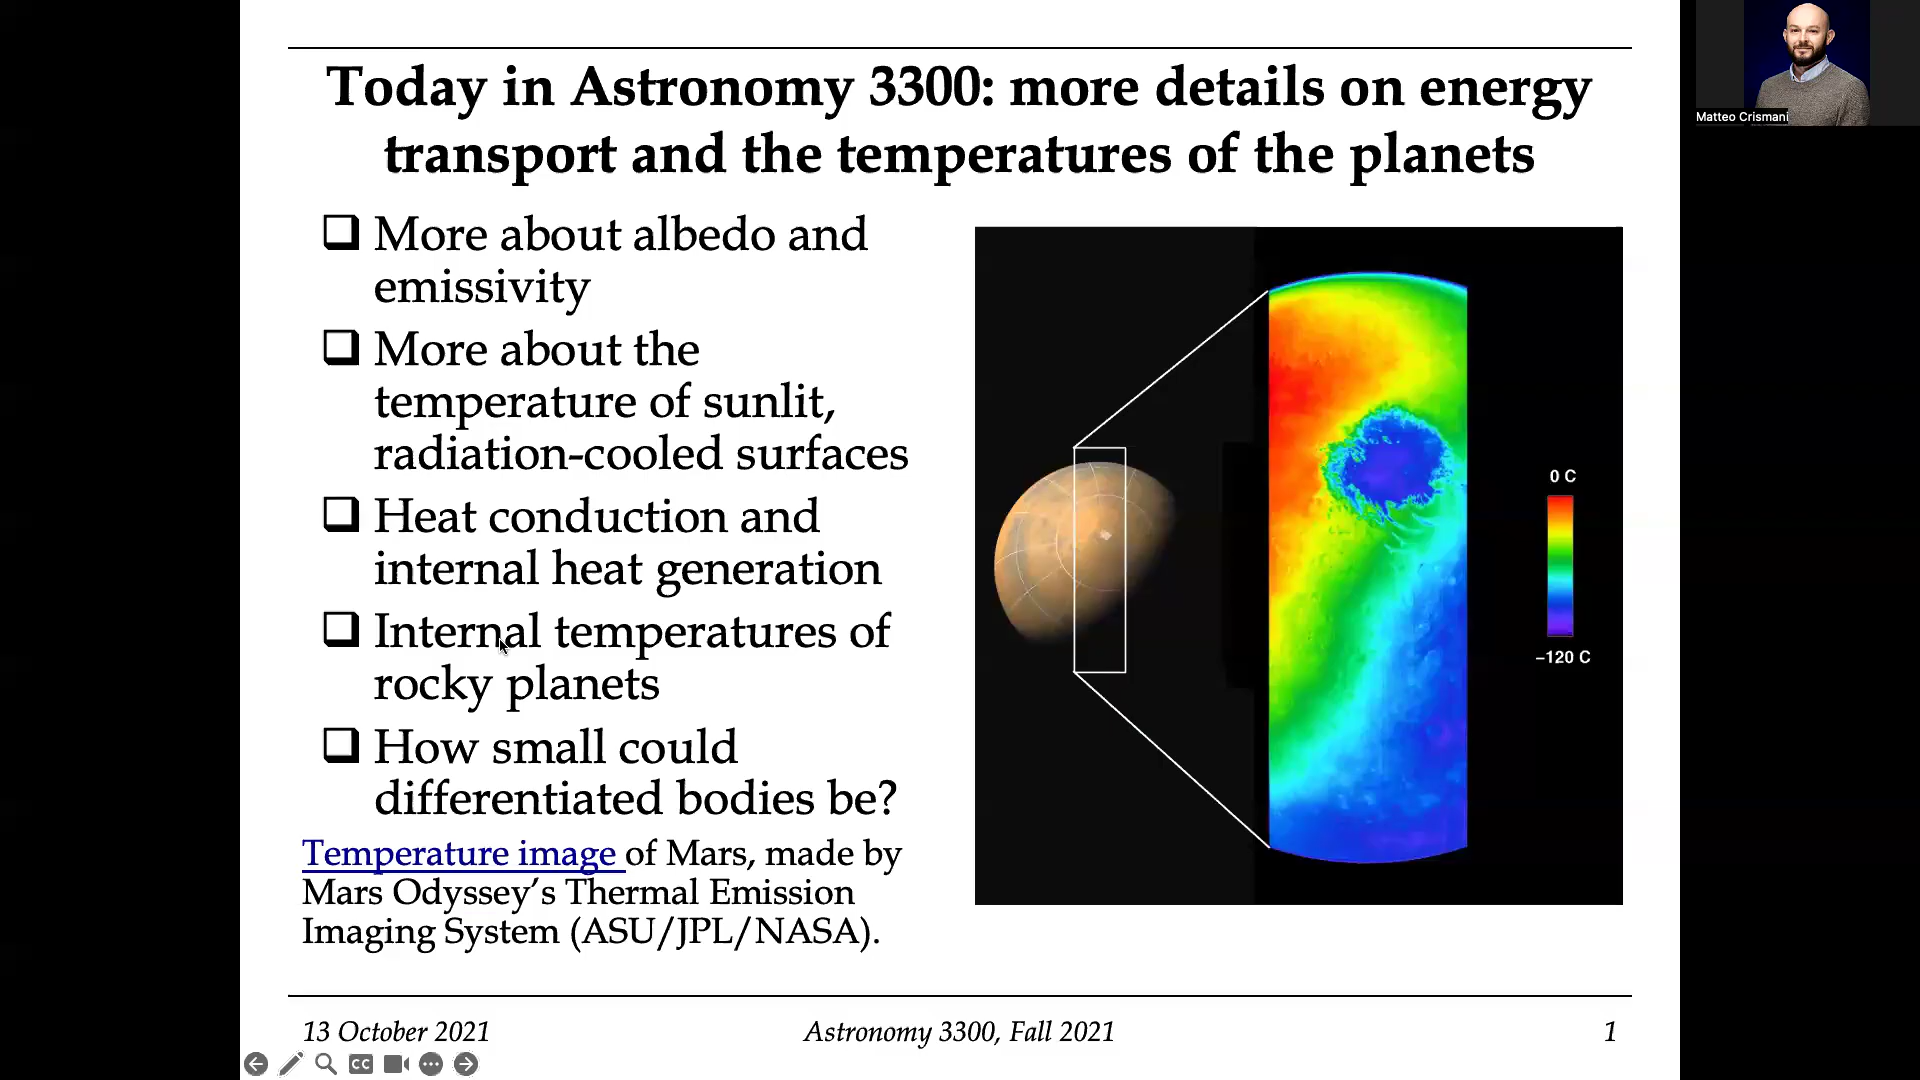 Today in Astronomy 3300: more details on energy
transport and the temperatures of the planets
More about albedo and
emissivity
More about the
temperature of sunlit,
radiation-cooled surfaces
Heat conduction and
internal heat generation
Internal temperatures of
rocky planets
How small could
differentiated bodies be?
Temperature image of Mars, made by
Mars Odyssey's Thermal Emission
Imaging System (ASU/JPL/NASA).
0 C
–120 C
13 October 2021
Astronomy 3300, Fall 2021
1
CC
Matteo Crismani